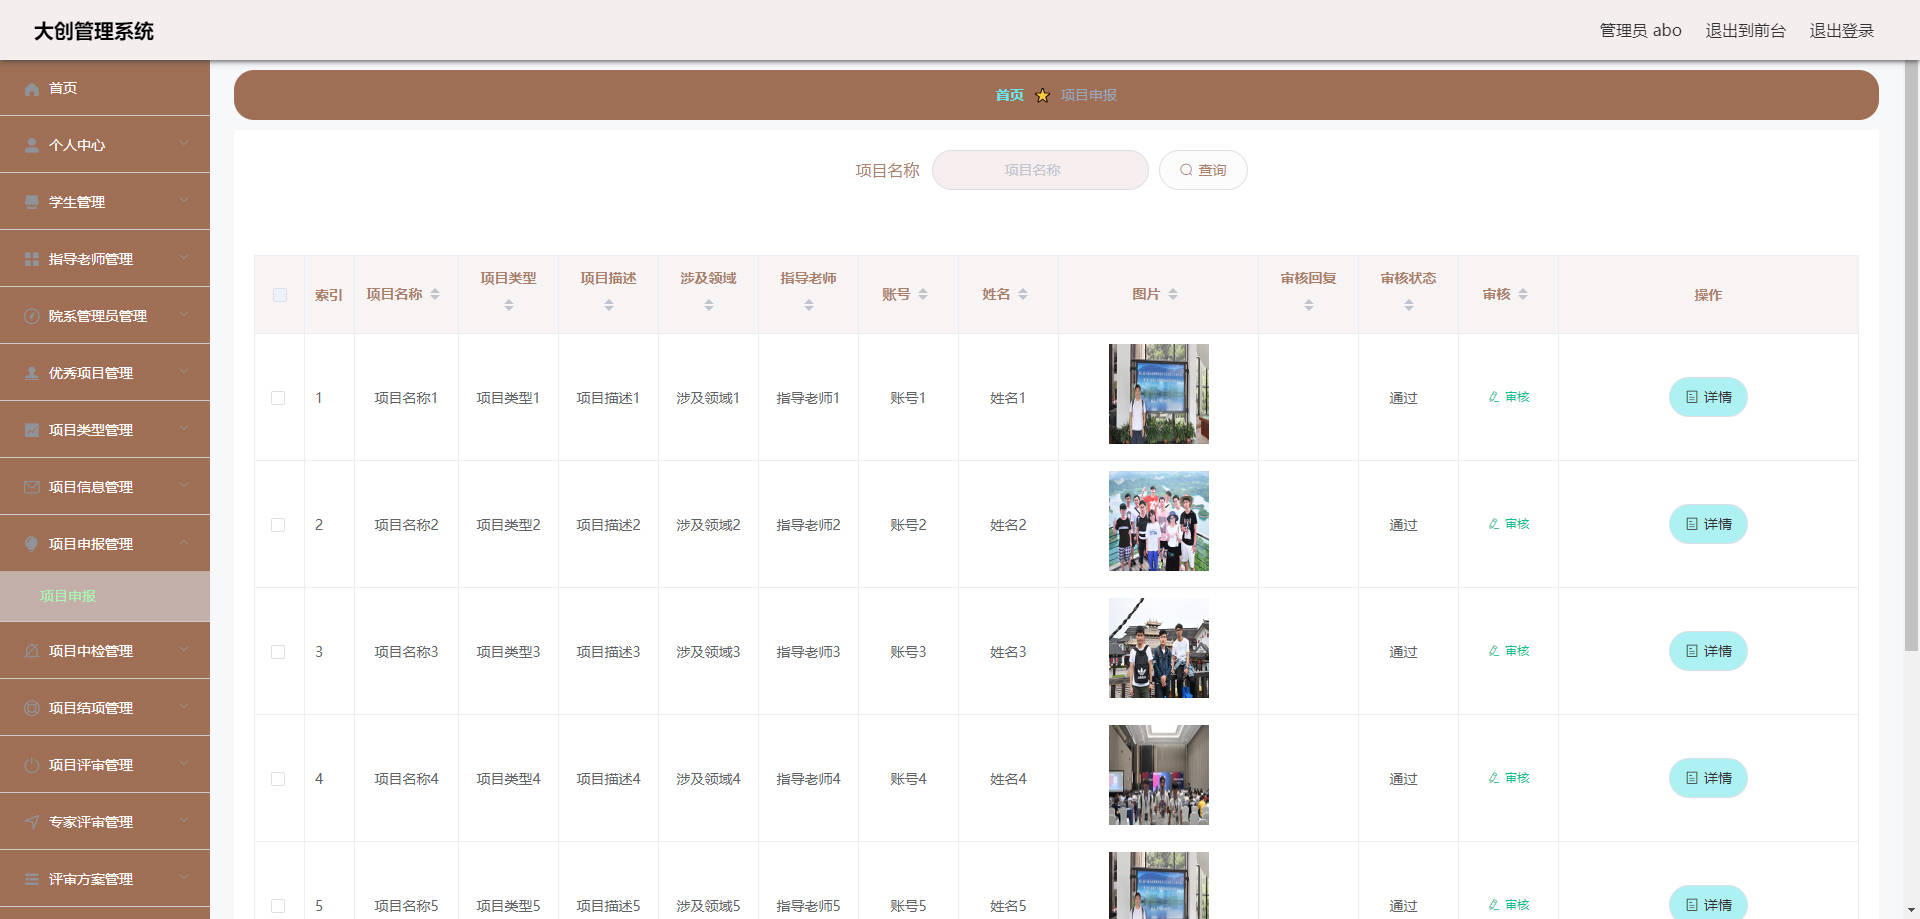 大创管理系统
管理员 abo 退出到前台 退出登录
首页
个人中心
学生管理
指导老师管理
院系管理员管理
优秀项目管理
项目类型管理
项目信息管理
项目申报管理
项目申报
项目中检管理
项目结项管理
项目评审管理
专家评审管理
评审方案管理
首页 项目申报
项目名称 项目名称 查询
索引 项目名称 项目类型 项目描述 涉及领域 指导老师 账号 姓名 图片 审核回复 审核状态 审核 操作
1 项目名称1 项目类型1 项目描述1 涉及领域1 指导老师1 账号1 姓名1 通过 审核 详情
2 项目名称2 项目类型2 项目描述2 涉及领域2 指导老师2 账号2 姓名2 通过 审核 详情
3 项目名称3 项目类型3 项目描述3 涉及领域3 指导老师3 账号3 姓名3 通过 审核 详情
4 项目名称4 项目类型4 项目描述4 涉及领域4 指导老师4 账号4 姓名4 通过 审核 详情
5 项目名称5 项目类型5 项目描述5 涉及领域5 指导老师5 账号5 姓名5 通过 审核 详情